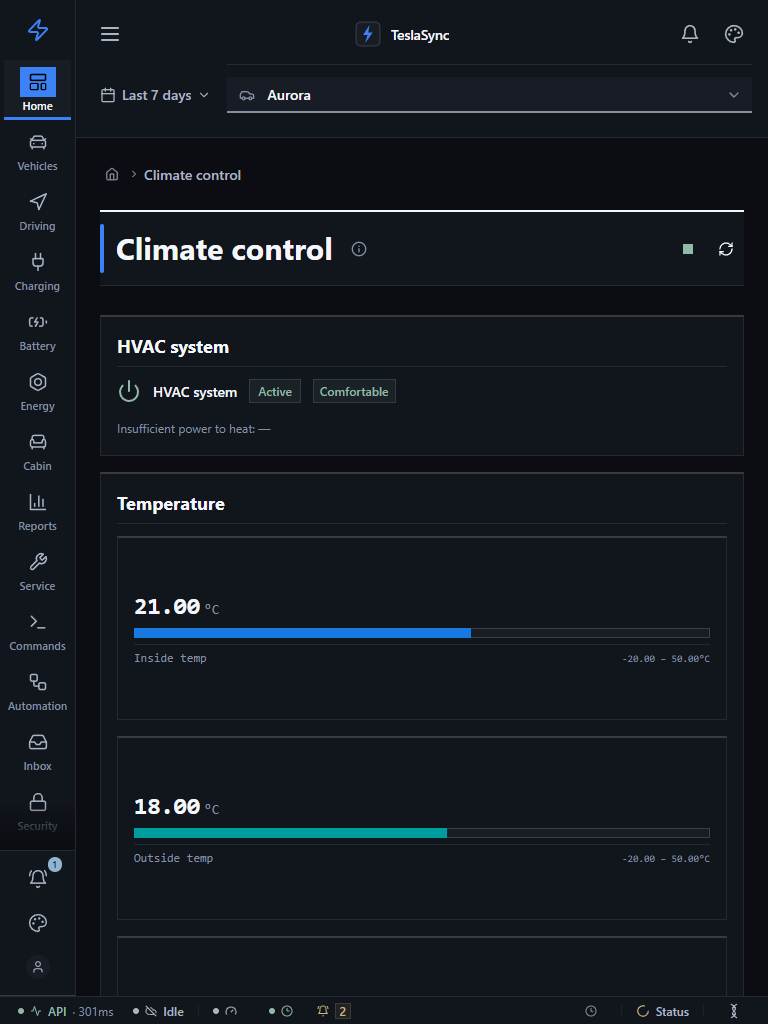 TeslaSync
Last 7 days
Aurora
Home
Vehicles
Driving
Charging
Battery
Energy
Cabin
Reports
Service
Commands
Automation
Inbox
Security
1
Climate control
Climate control
HVAC system
HVAC system Active Comfortable
Insufficient power to heat: —
Temperature
21.00 °C
Inside temp -20.00 – 50.00°C
18.00 °C
Outside temp -20.00 – 50.00°C
API · 301ms Idle 2 Status